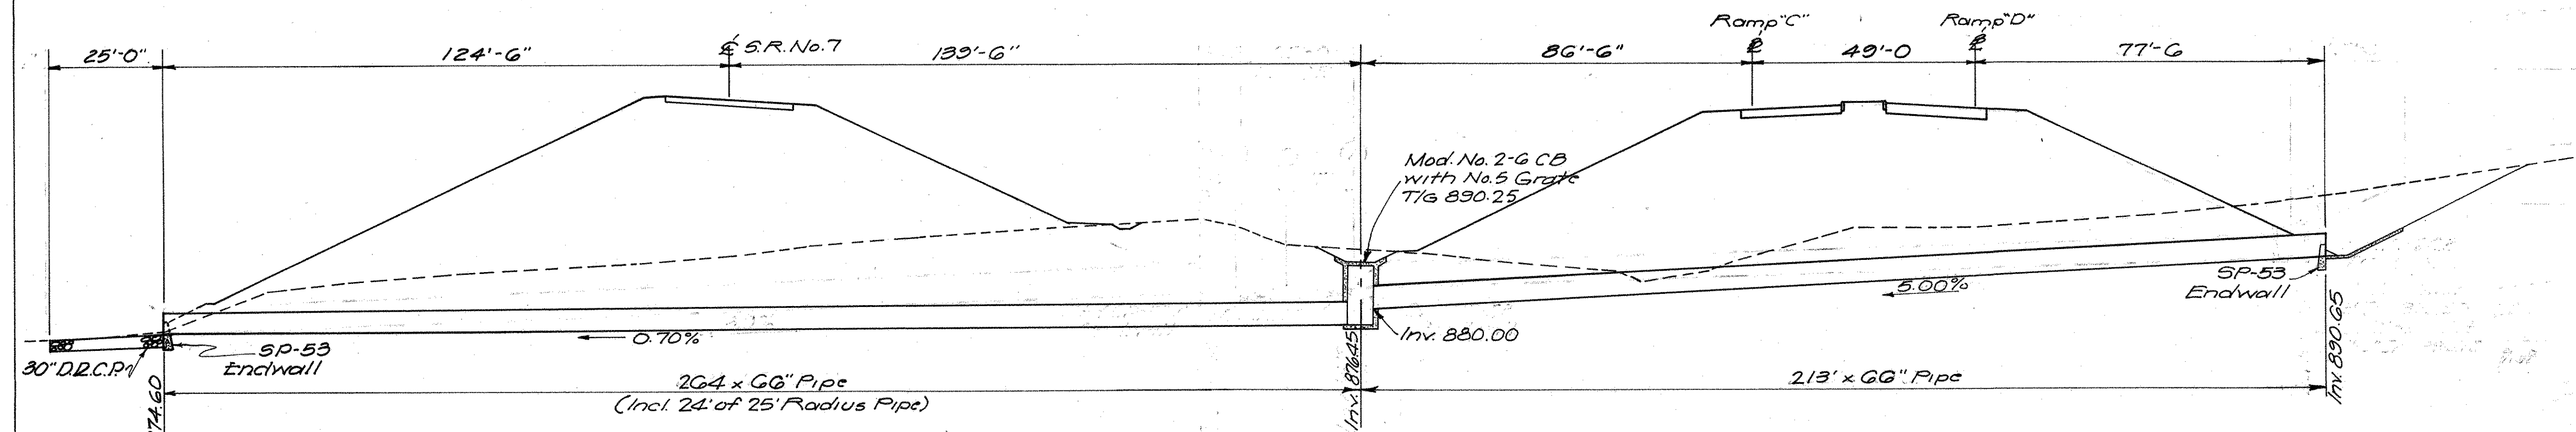 Ramp "C"
Ramp "D"
25'-0"
124'-6"
℄ S.R. No. 7
139'-6"
86'-6"
49'-0
77'-6
Mod. No. 2-6 CB
with No. 5 Grate
T/G 890.25
5.00%
SP-53
Endwall
0.70%
Inv. 880.00
SP-53
Endwall
264 x 66" Pipe
(Incl. 24' of 25' Radius Pipe)
213' x 66" Pipe
74.60
Inv. 876.45
Inv. 890.65